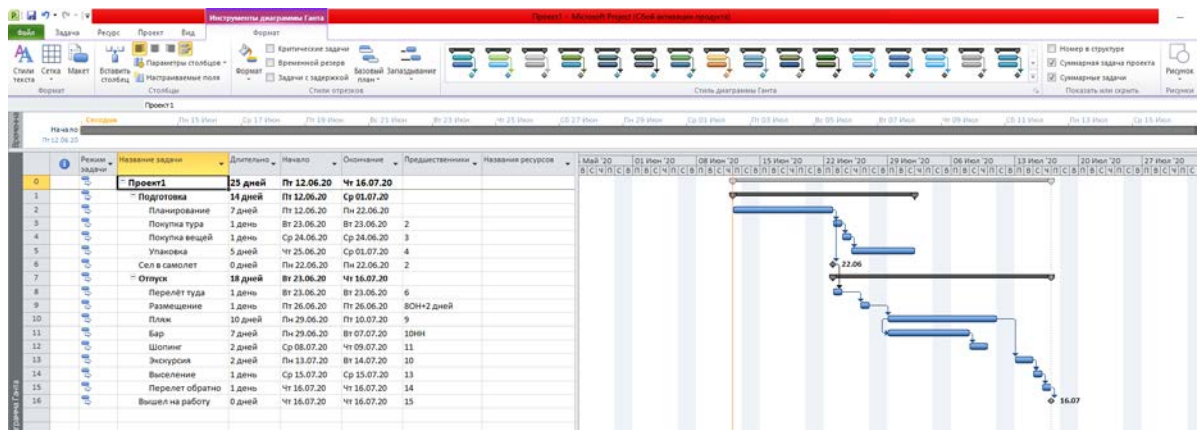 Инструменты диаграммы Ганта
Проект1 - Microsoft Project (Сбой активации продукта)
Файл Задача Ресурс Проект Вид Формат
Стили текста
Сетка
Макет
Формат
Вставить столбец
Параметры столбцов
Настраиваемые поля
Столбцы
Формат
Критические задачи
Временной резерв
Задачи с задержкой
Базовый план
Запаздывание
Стили отрезков
Стиль диаграммы Ганта
Номер в структуре
Суммарная задача проекта
Суммарные задачи
Показать или скрыть
Рисунок
Рисунки
Проект1
Сегодня
Начало
Пт 12.06.20
Режим задачи Название задачи Длительно Начало Окончание Предшественники Названия ресурсов
0 Проект1 25 дней Пт 12.06.20 Чт 16.07.20
1 Подготовка 14 дней Пт 12.06.20 Ср 01.07.20
2 Планирование 7 дней Пт 12.06.20 Пн 22.06.20
3 Покупка тура 1 день Вт 23.06.20 Вт 23.06.20 2
4 Покупка вещей 1 день Ср 24.06.20 Ср 24.06.20 3
5 Упаковка 5 дней Чт 25.06.20 Ср 01.07.20 4
6 Сел в самолет 0 дней Пн 22.06.20 Пн 22.06.20 2
7 Отпуск 18 дней Вт 23.06.20 Чт 16.07.20
8 Перелёт туда 1 день Вт 23.06.20 Вт 23.06.20 6
9 Размещение 1 день Пт 26.06.20 Пт 26.06.20 8ОН+2 дней
10 Пляж 10 дней Пн 29.06.20 Пт 10.07.20 9
11 Бар 7 дней Пн 29.06.20 Вт 07.07.20 10НН
12 Шопинг 2 дней Ср 08.07.20 Чт 09.07.20 11
13 Экскурсия 2 дней Пн 13.07.20 Вт 14.07.20 10
14 Выселение 1 день Ср 15.07.20 Ср 15.07.20 13
15 Перелет обратно 1 день Чт 16.07.20 Чт 16.07.20 14
16 Вышел на работу 0 дней Чт 16.07.20 Чт 16.07.20 15
Май '20 01 Июн '20 08 Июн '20 15 Июн '20 22 Июн '20 29 Июн '20 06 Июл '20 13 Июл '20 20 Июл '20 27 Июл '20
22.06
16.07